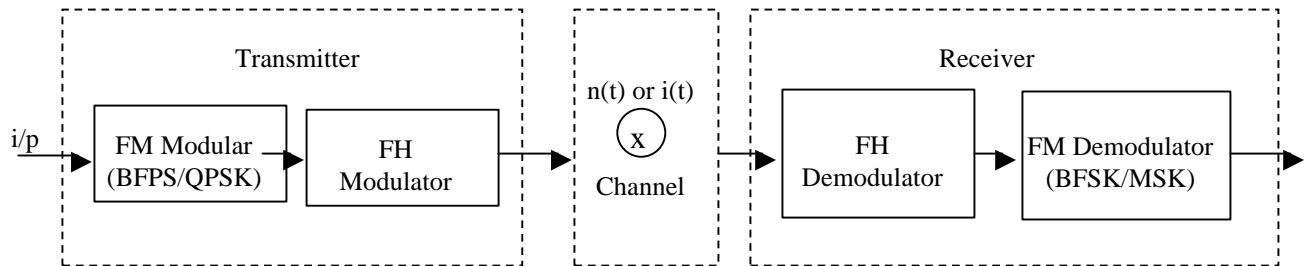 Transmitter
i/p
FM Modular
(BFPS/QPSK)
FH
Modulator
n(t) or i(t)
x
Channel
Receiver
FH
Demodulator
FM Demodulator
(BFSK/MSK)